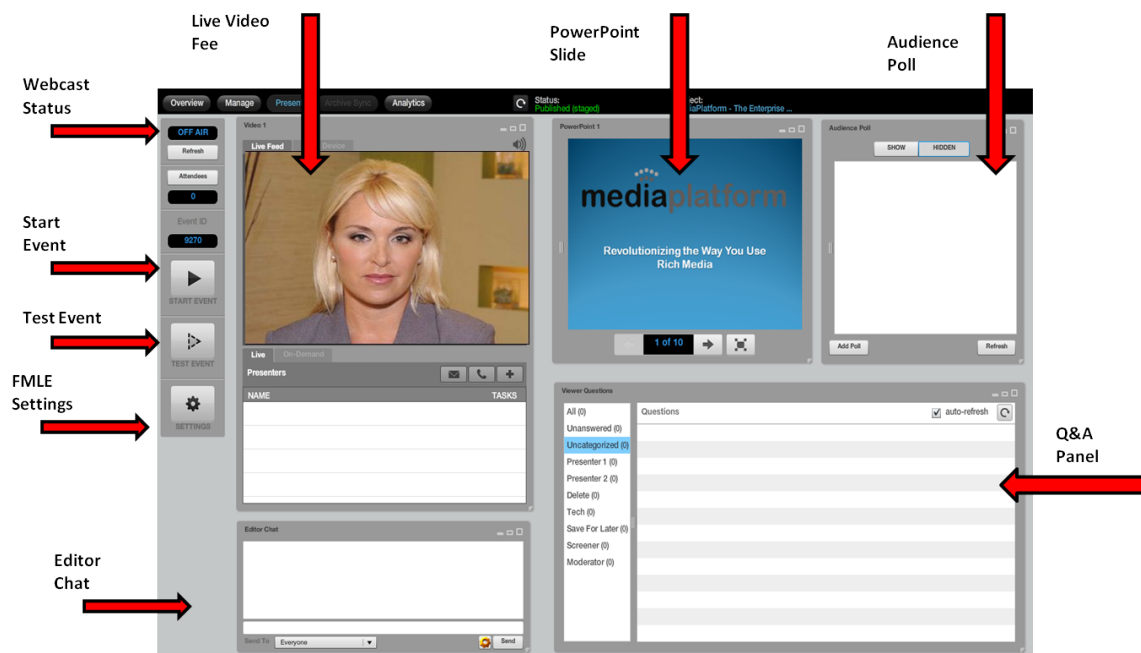 Live Video
Fee
PowerPoint
Slide
Audience
Poll
Webcast
Status
Start
Event
Test Event
FMLE
Settings
Editor
Chat
Q&A
Panel
Overview
Manage
Presen
Archive Sync
Analytics
Status:
Published (staged)
ect:
iaPlatform - The Enterprise ...
OFF AIR
Refresh
Attendees
0
Event ID
9270
START EVENT
TEST EVENT
SETTINGS
Video 1
Live Feed
Device
Live
On-Demand
Presenters
NAME
TASKS
PowerPoint 1
mediaplatform
Revolutionizing the Way You Use
Rich Media
1 of 10
Audience Poll
SHOW
HIDDEN
Add Poll
Refresh
Editor Chat
Send To
Everyone
Send
Viewer Questions
All (0)
Unanswered (0)
Uncategorized (0)
Presenter 1 (0)
Presenter 2 (0)
Delete (0)
Tech (0)
Save For Later (0)
Screener (0)
Moderator (0)
Questions
auto-refresh